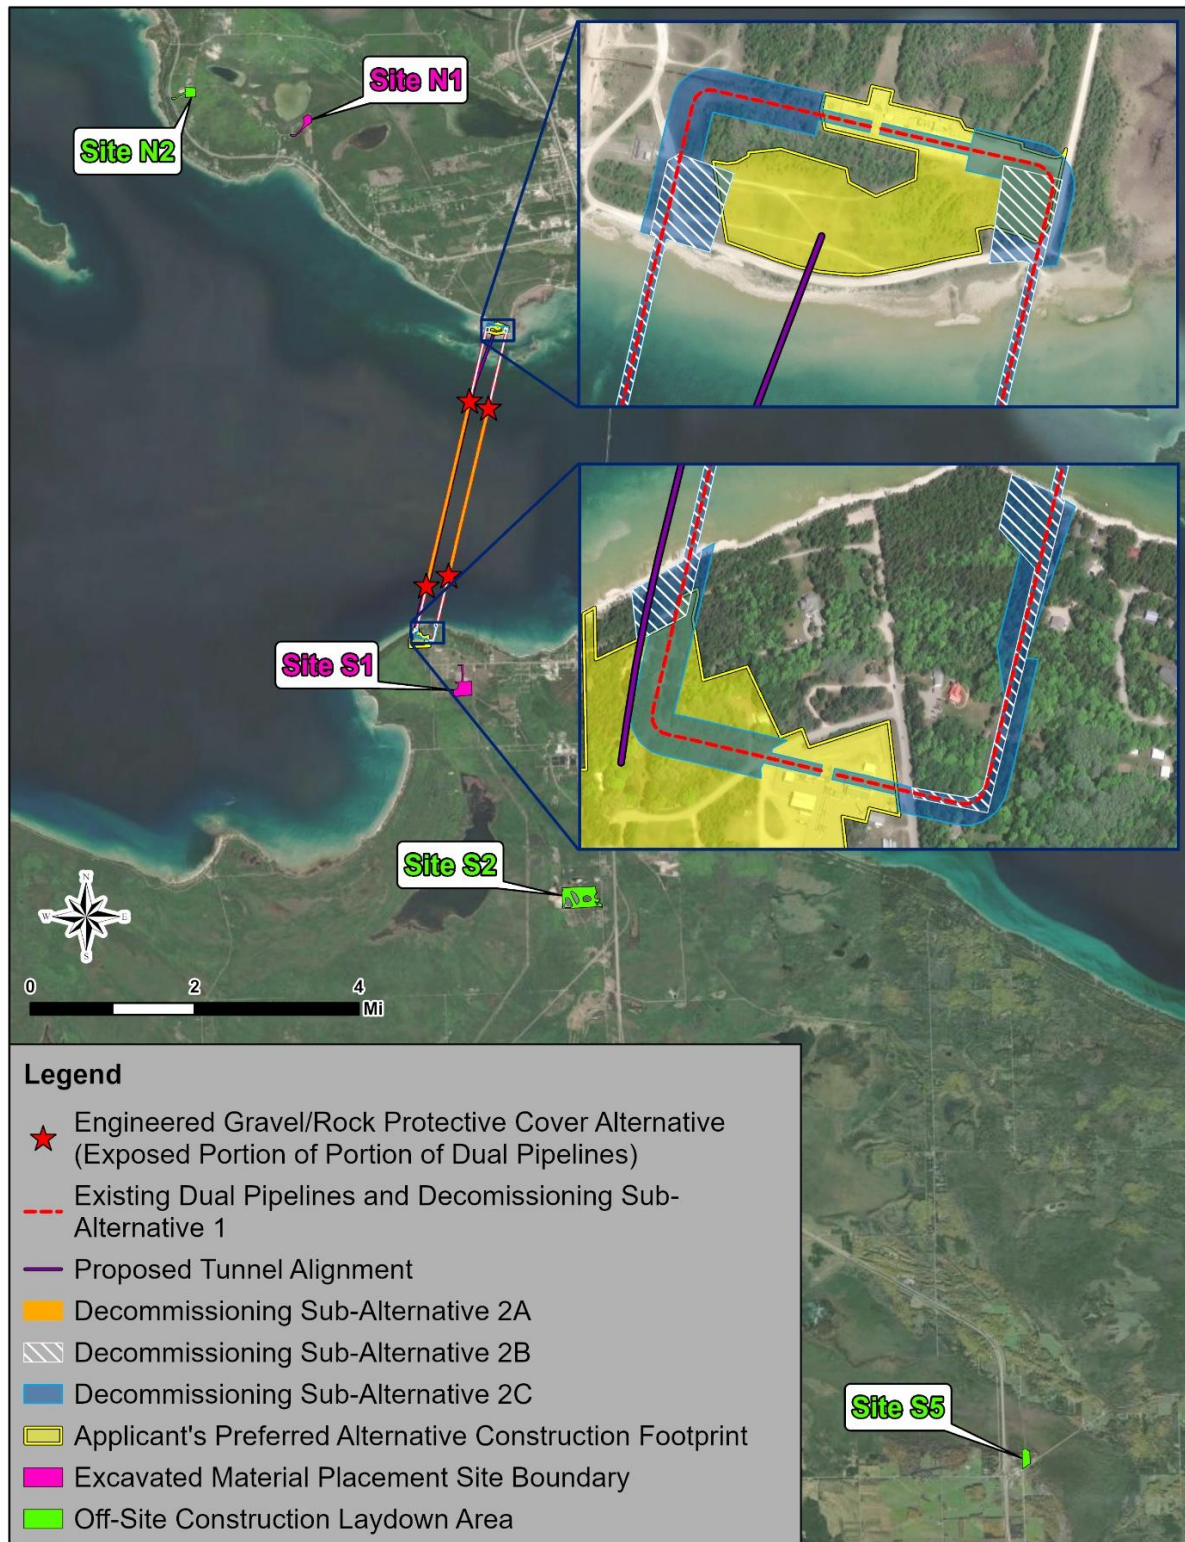 Site N1
Site N2
Site S1
Site S2
N
W
E
S
0
2
4
Mi
Site S5
Legend
Engineered Gravel/Rock Protective Cover Alternative
(Exposed Portion of Portion of Dual Pipelines)
Existing Dual Pipelines and Decomissioning Sub-
Alternative 1
Proposed Tunnel Alignment
Decommissioning Sub-Alternative 2A
Decommissioning Sub-Alternative 2B
Decommissioning Sub-Alternative 2C
Applicant's Preferred Alternative Construction Footprint
Excavated Material Placement Site Boundary
Off-Site Construction Laydown Area